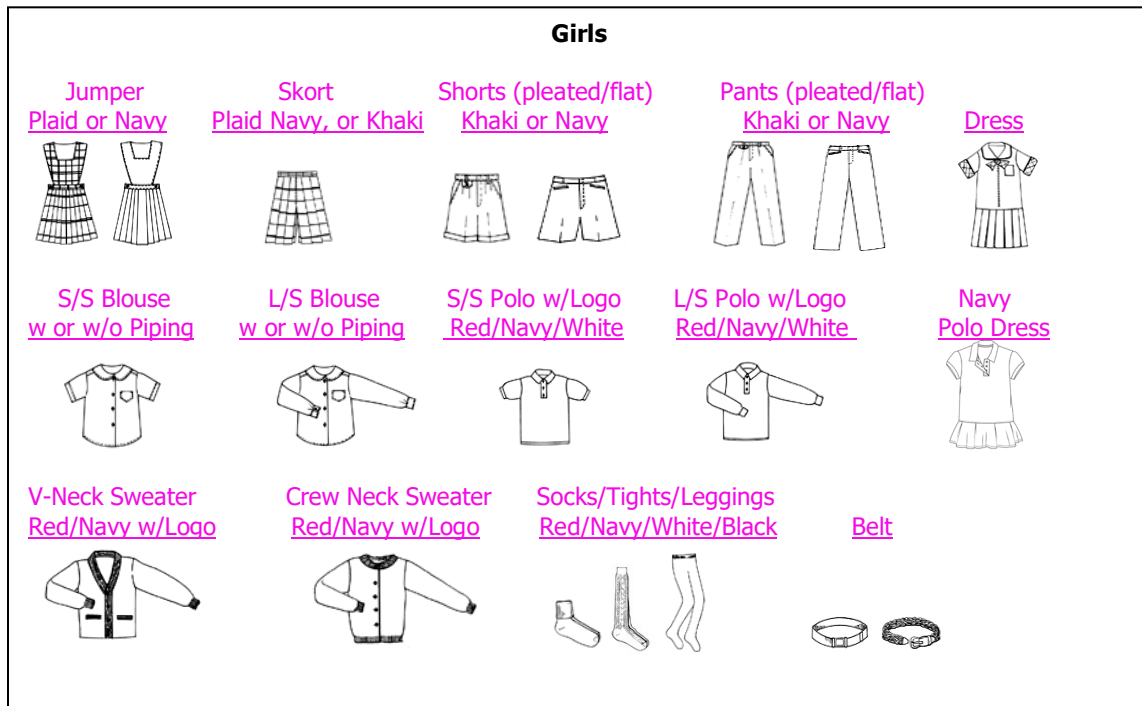 Girls
Jumper
Plaid or Navy
Skort
Plaid Navy, or Khaki
Shorts (pleated/flat)
Khaki or Navy
Pants (pleated/flat)
Khaki or Navy
Dress
S/S Blouse
w or w/o Piping
L/S Blouse
w or w/o Piping
S/S Polo w/Logo
Red/Navy/White
L/S Polo w/Logo
Red/Navy/White
Navy
Polo Dress
V-Neck Sweater
Red/Navy w/Logo
Crew Neck Sweater
Red/Navy w/Logo
Socks/Tights/Leggings
Red/Navy/White/Black
Belt